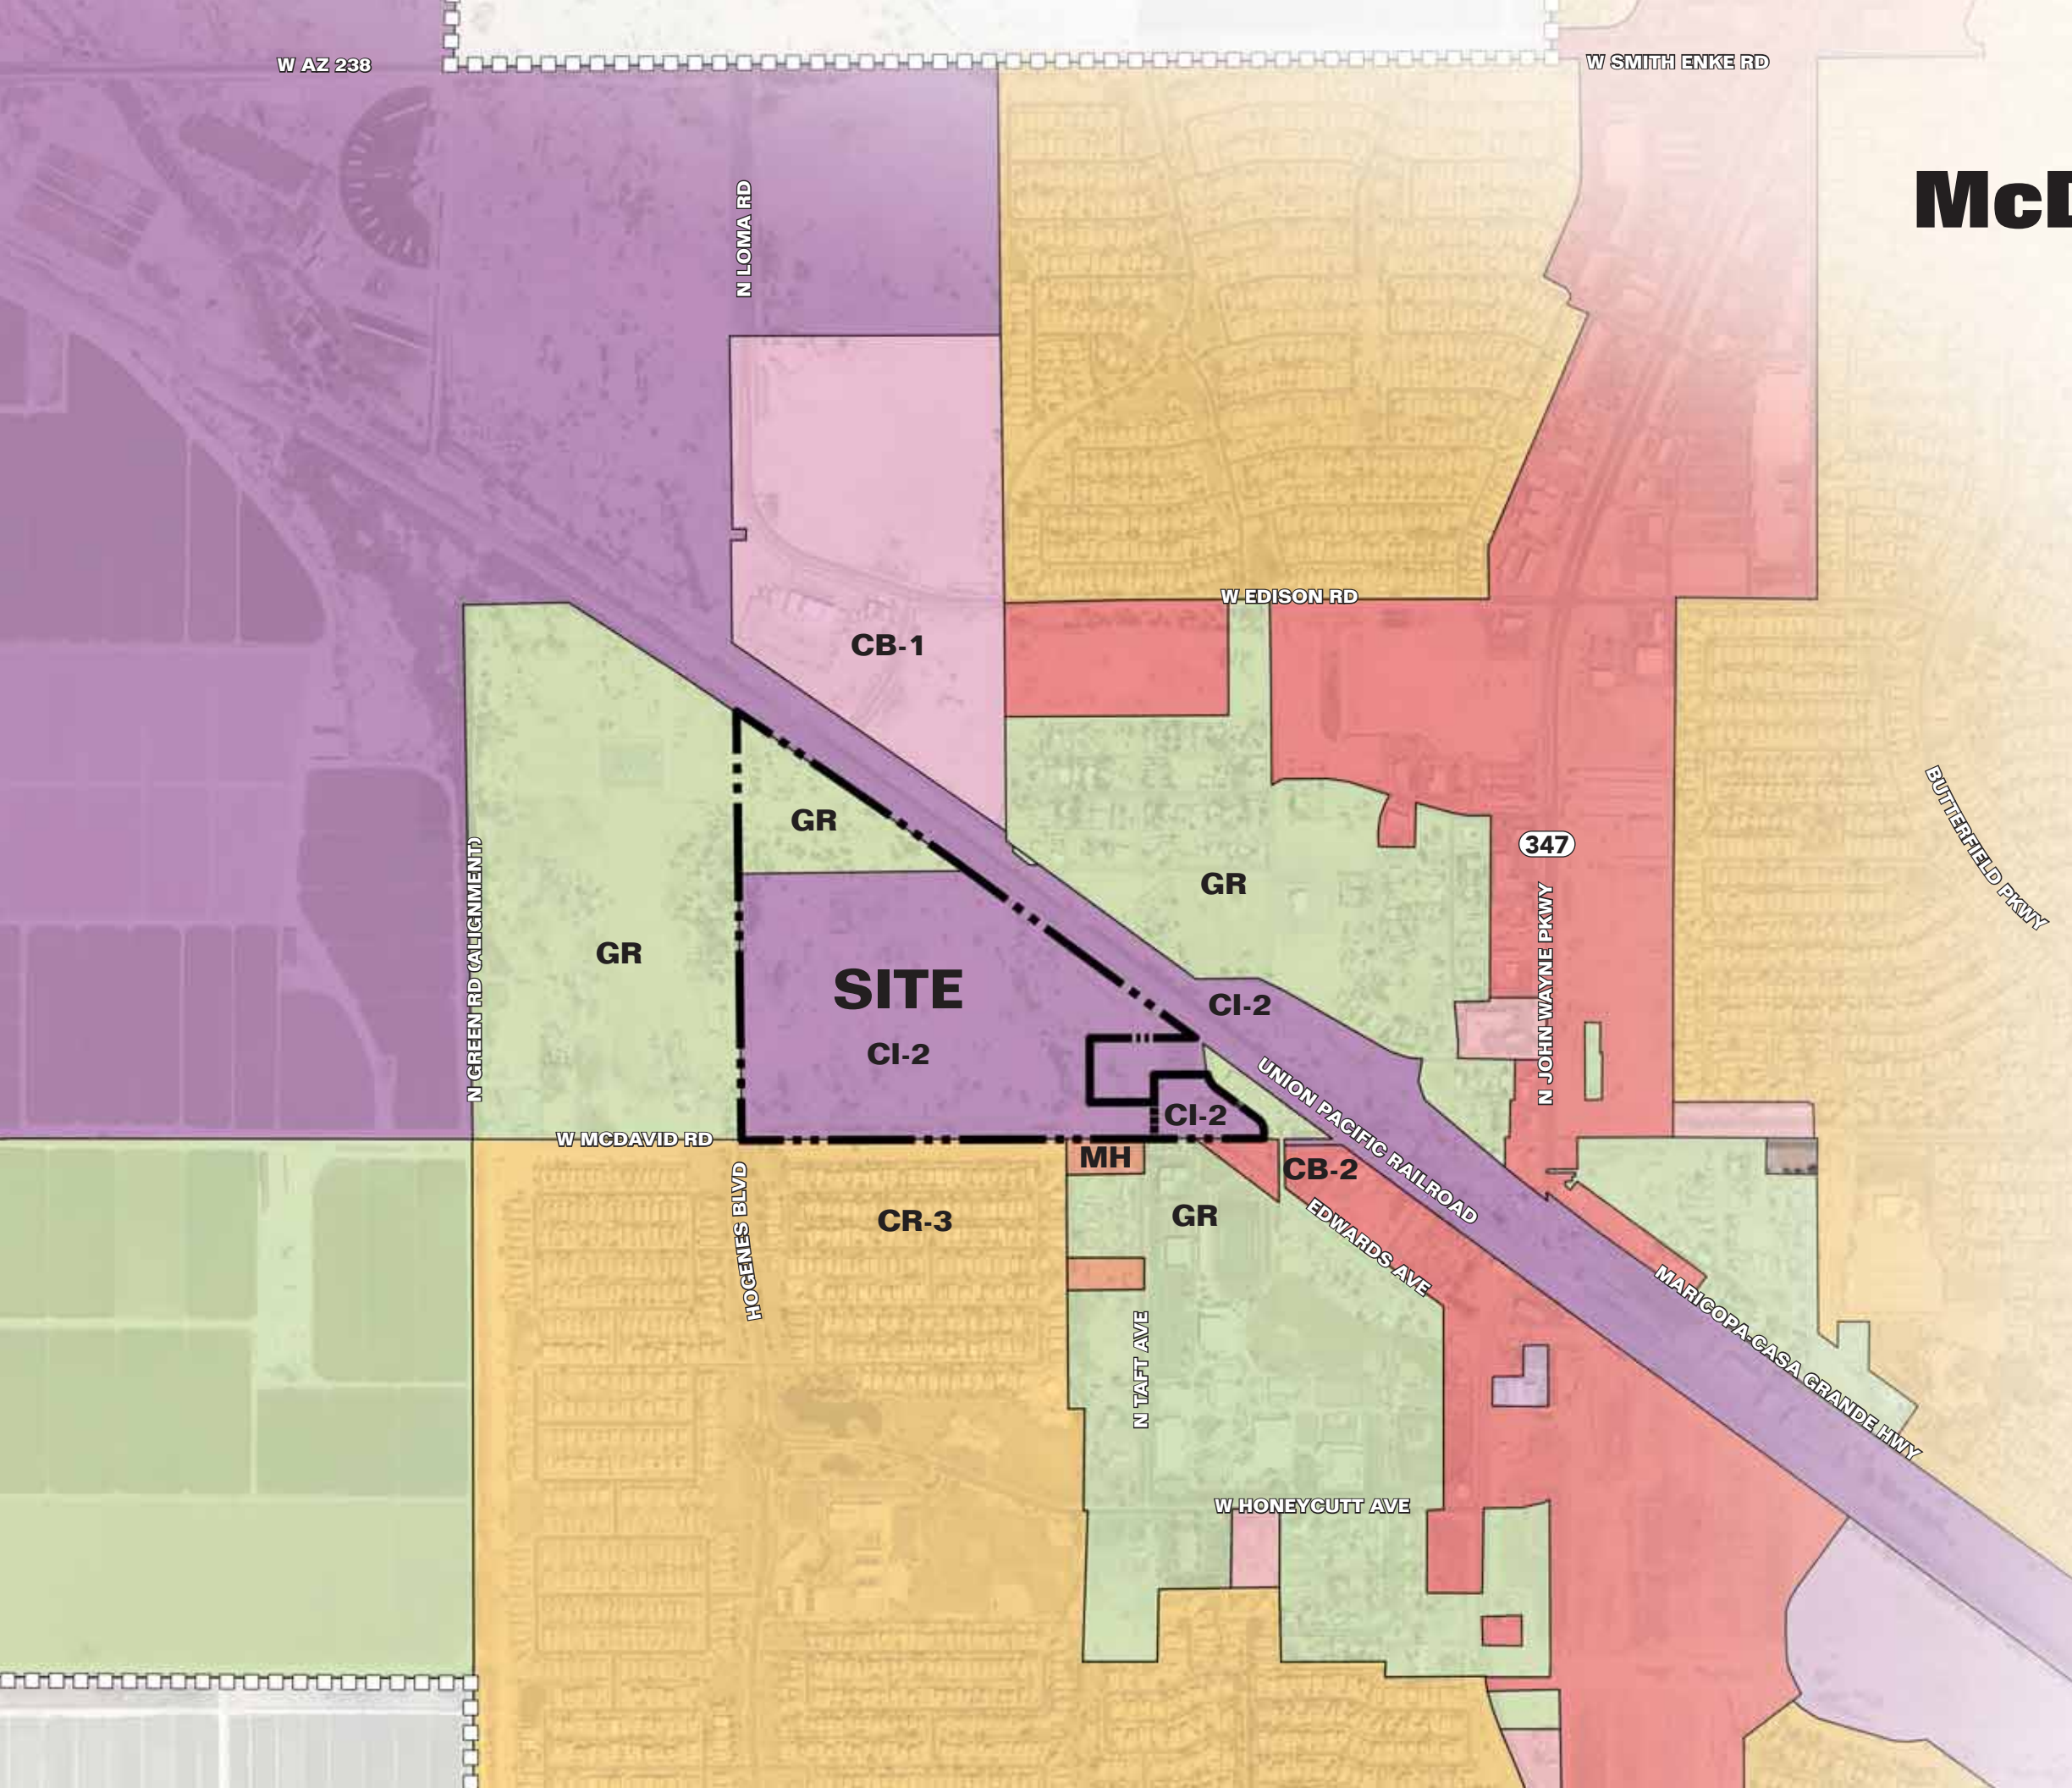 W AZ 238
W SMITH ENKE RD
McD
N LOMA RD
W EDISON RD
CB-1
BUTTERFIELD PKWY
GR
347
GR
N JOHN WAYNE PKWY
N GREEN RD (ALIGNMENT)
GR
SITE
CI-2
CI-2
UNION PACIFIC RAILROAD
CI-2
W MCDAVID RD
MH
CB-2
HOGENES BLVD
CR-3
GR
EDWARDS AVE
MARICOPA-CASA GRANDE HWY
N TAFT AVE
W HONEYCUTT AVE